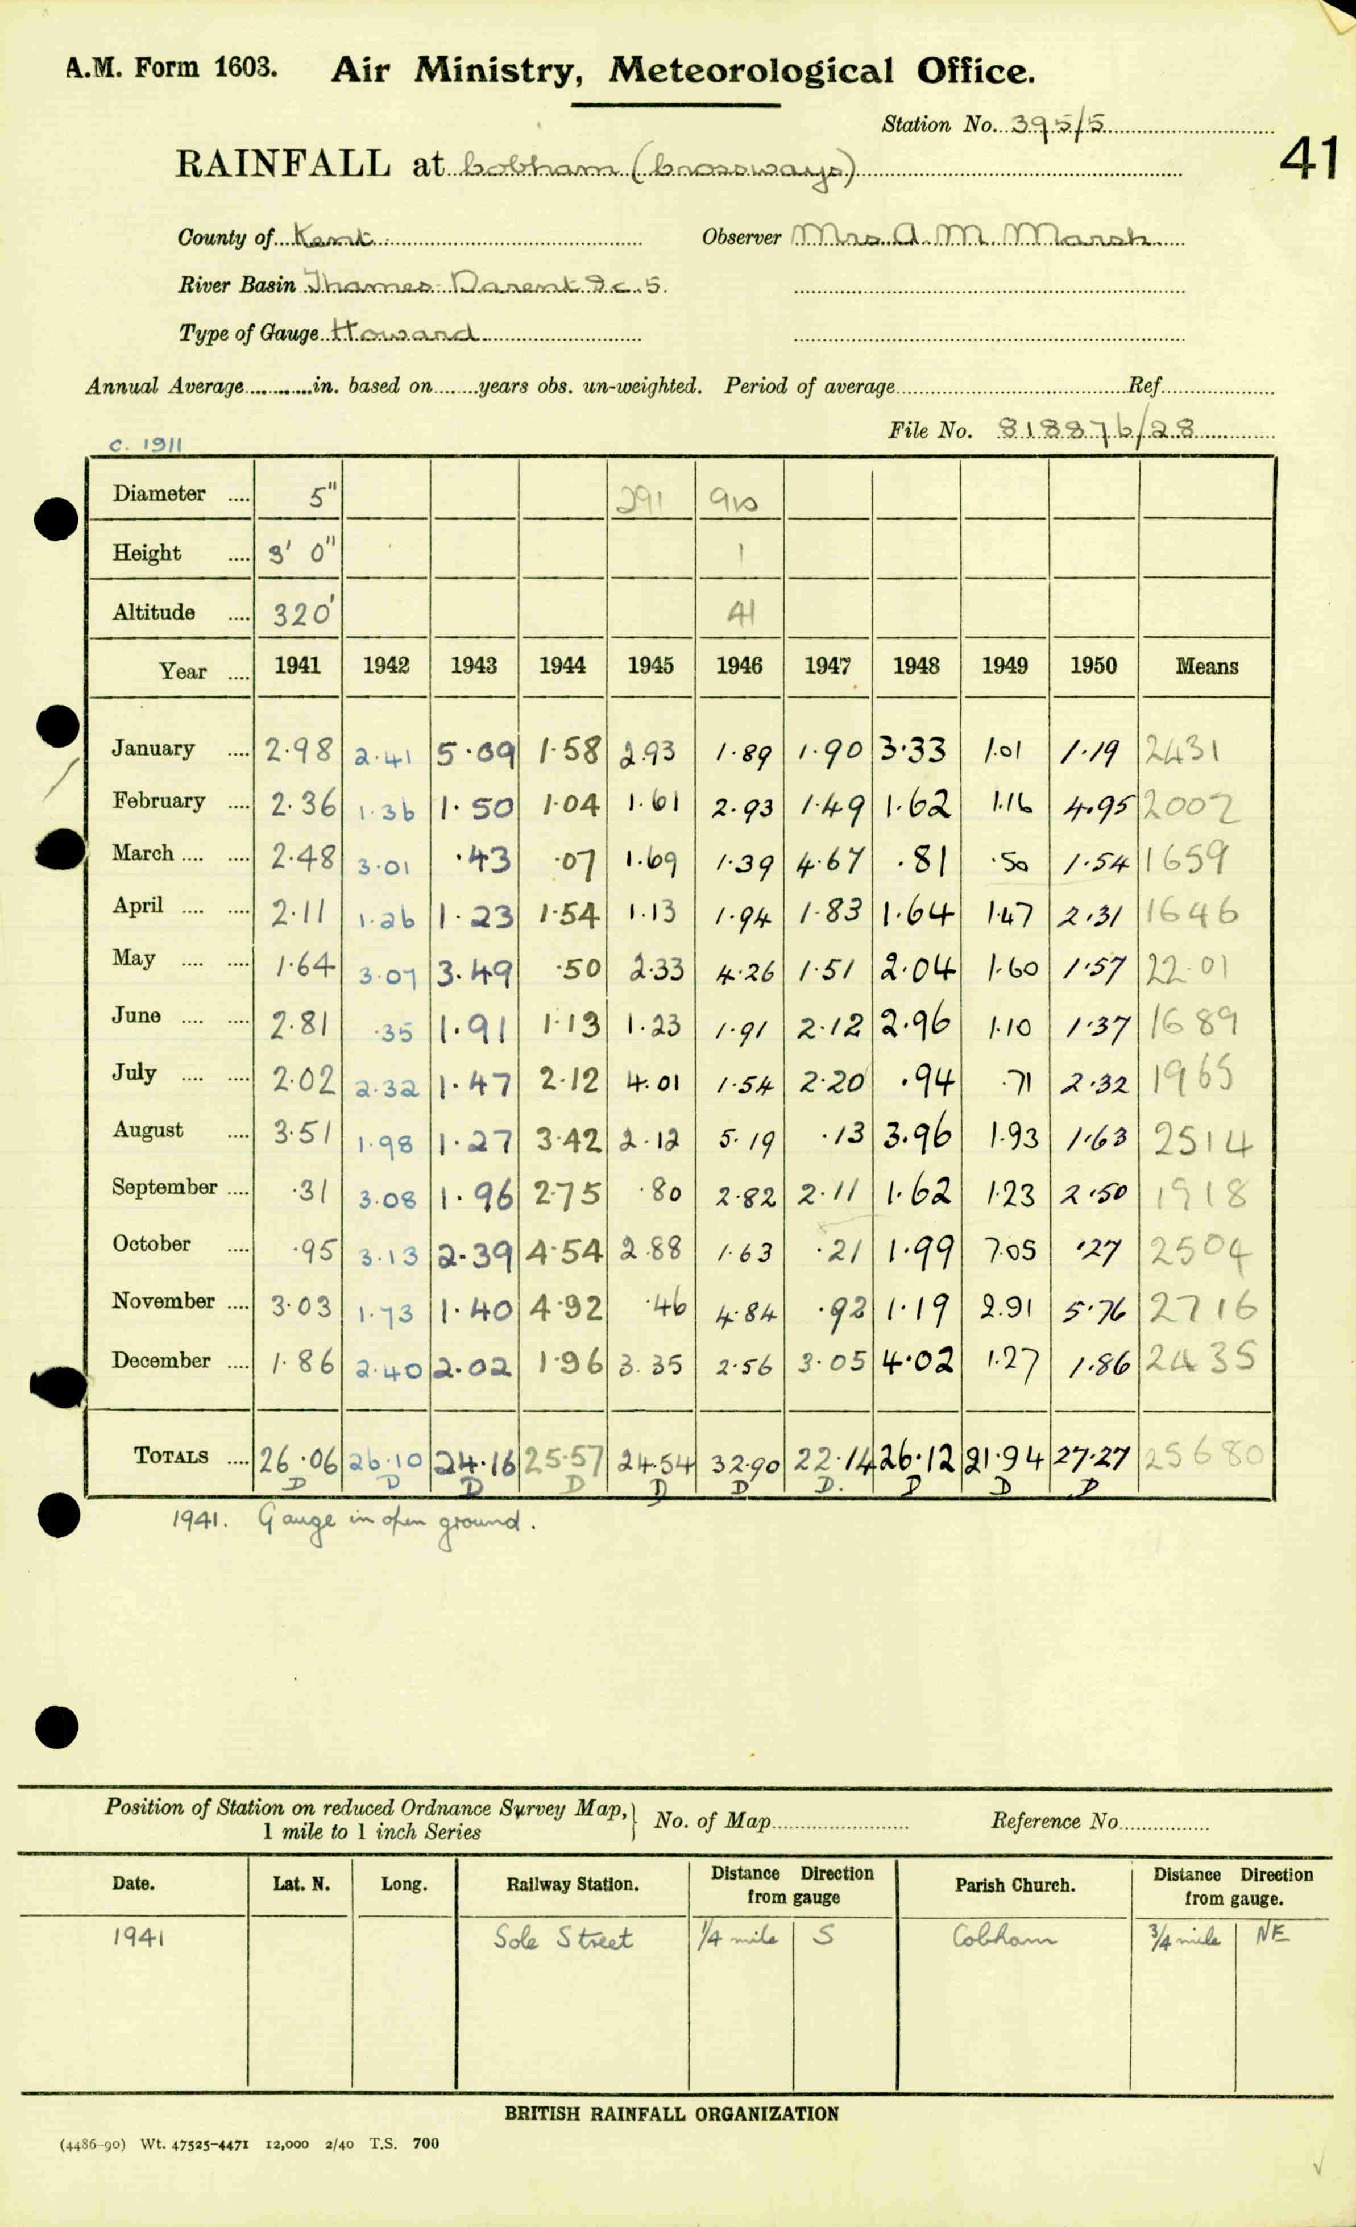 A.M. Form 1603. Air Ministry, Meteorological Office.
Station No. 395/5
41
RAINFALL at Cobham (Crossways)
County of Kent. Observer Mrs A. M. Marsh
River Basin Thames-Darent &c. 5.
Type of Gauge Howard
Annual Average............in. based on.......years obs. un-weighted. Period of average.......... Ref..........
File No. 818876/28
c. 1911
Diameter .... 5" 291
Height .... 3' 0" 1
Altitude .... 320' 41
Year .... 1941 1942 1943 1944 1945 1946 1947 1948 1949 1950 Means
January .... 2.98 2.41 5.09 1.58 2.93 1.89 1.90 3.33 1.01 1.19 2431
February .... 2.36 1.36 1.50 1.04 1.61 2.93 1.49 1.62 1.16 4.95 2002
March .... .... 2.48 3.01 .43 .07 1.69 1.39 4.67 .81 .50 1.54 1659
April .... .... 2.11 1.26 1.23 1.54 1.13 1.94 1.83 1.64 1.47 2.31 1646
May .... .... 1.64 3.07 3.49 .50 2.33 4.26 1.51 2.04 1.60 1.57 22.01
June .... .... 2.81 .35 1.91 1.13 1.23 1.91 2.12 2.96 1.10 1.37 1689
July .... .... 2.02 2.32 1.47 2.12 4.01 1.54 2.20 .94 .71 2.32 1965
August .... 3.51 1.98 1.27 3.42 2.12 5.19 .13 3.96 1.93 1.63 2514
September .... .31 3.08 1.96 2.75 .80 2.82 2.11 1.62 1.23 2.50 1918
October .... .95 3.13 2.39 4.54 2.88 1.63 .21 1.99 7.05 .27 2504
November .... 3.03 1.73 1.40 4.92 .46 4.84 .92 1.19 2.91 5.76 2716
December .... 1.86 2.40 2.02 1.96 3.35 2.56 3.05 4.02 1.27 1.86 2435
TOTALS .... 26.06 26.10 24.16 25.57 24.54 32.90 22.14 26.12 21.94 27.27 25680
D D D D D D D. D D D
1941. Gauge in open ground.
Position of Station on reduced Ordnance Survey Map, 1 mile to 1 inch Series } No. of Map.......... Reference No..........
Date. Lat. N. Long. Railway Station. Distance Direction from gauge Parish Church. Distance Direction from gauge.
1941 Sole Street 1/4 mile S Cobham 3/4 mile NE
BRITISH RAINFALL ORGANIZATION
(4486-90) Wt. 47525-4471 12,000 2/40 T.S. 700